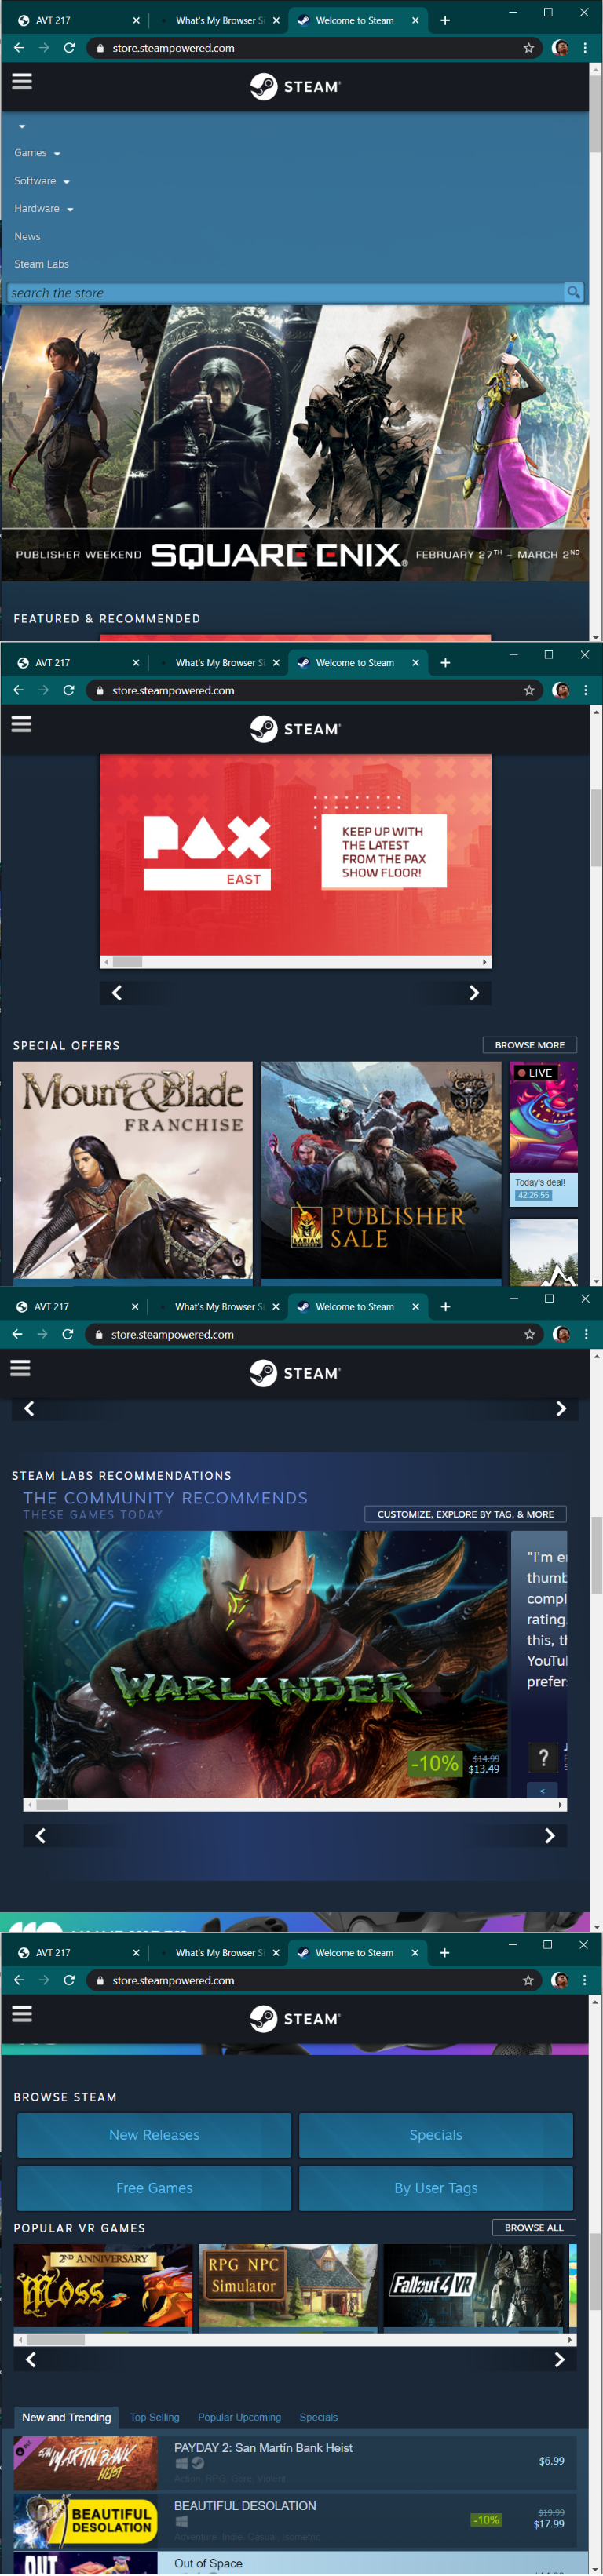 AVT 217
What's My Browser Si
Welcome to Steam
store.steampowered.com
STEAM
Games
Software
Hardware
News
Steam Labs
search the store
PUBLISHER WEEKEND SQUARE ENIX. FEBRUARY 27TH - MARCH 2ND
FEATURED & RECOMMENDED
AVT 217
What's My Browser Si
Welcome to Steam
store.steampowered.com
STEAM
PAX
EAST
KEEP UP WITH
THE LATEST
FROM THE PAX
SHOW FLOOR!
SPECIAL OFFERS
BROWSE MORE
Mount & Blade
FRANCHISE
LARIAN
PUBLISHER
SALE
LIVE
Today's deal!
42:26:55
AVT 217
What's My Browser Si
Welcome to Steam
store.steampowered.com
STEAM
STEAM LABS RECOMMENDATIONS
THE COMMUNITY RECOMMENDS
THESE GAMES TODAY
CUSTOMIZE, EXPLORE BY TAG, & MORE
WARLANDER
-10%
$14.99
$13.49
"I'm e
thumb
compl
rating.
this, th
YouTu
prefer
?
<
AVT 217
What's My Browser Si
Welcome to Steam
store.steampowered.com
STEAM
BROWSE STEAM
New Releases
Specials
Free Games
By User Tags
POPULAR VR GAMES
BROWSE ALL
2ND ANNIVERSARY
Moss
RPG NPC
Simulator
Fallout 4 VR
New and Trending
Top Selling
Popular Upcoming
Specials
SAN MARTÍN BANK
HEIST
PAYDAY 2: San Martín Bank Heist
Action, RPG, Gore, Violent
$6.99
BEAUTIFUL
DESOLATION
BEAUTIFUL DESOLATION
Adventure, Indie, Casual, Isometric
-10%
$19.99
$17.99
OUT
Out of Space